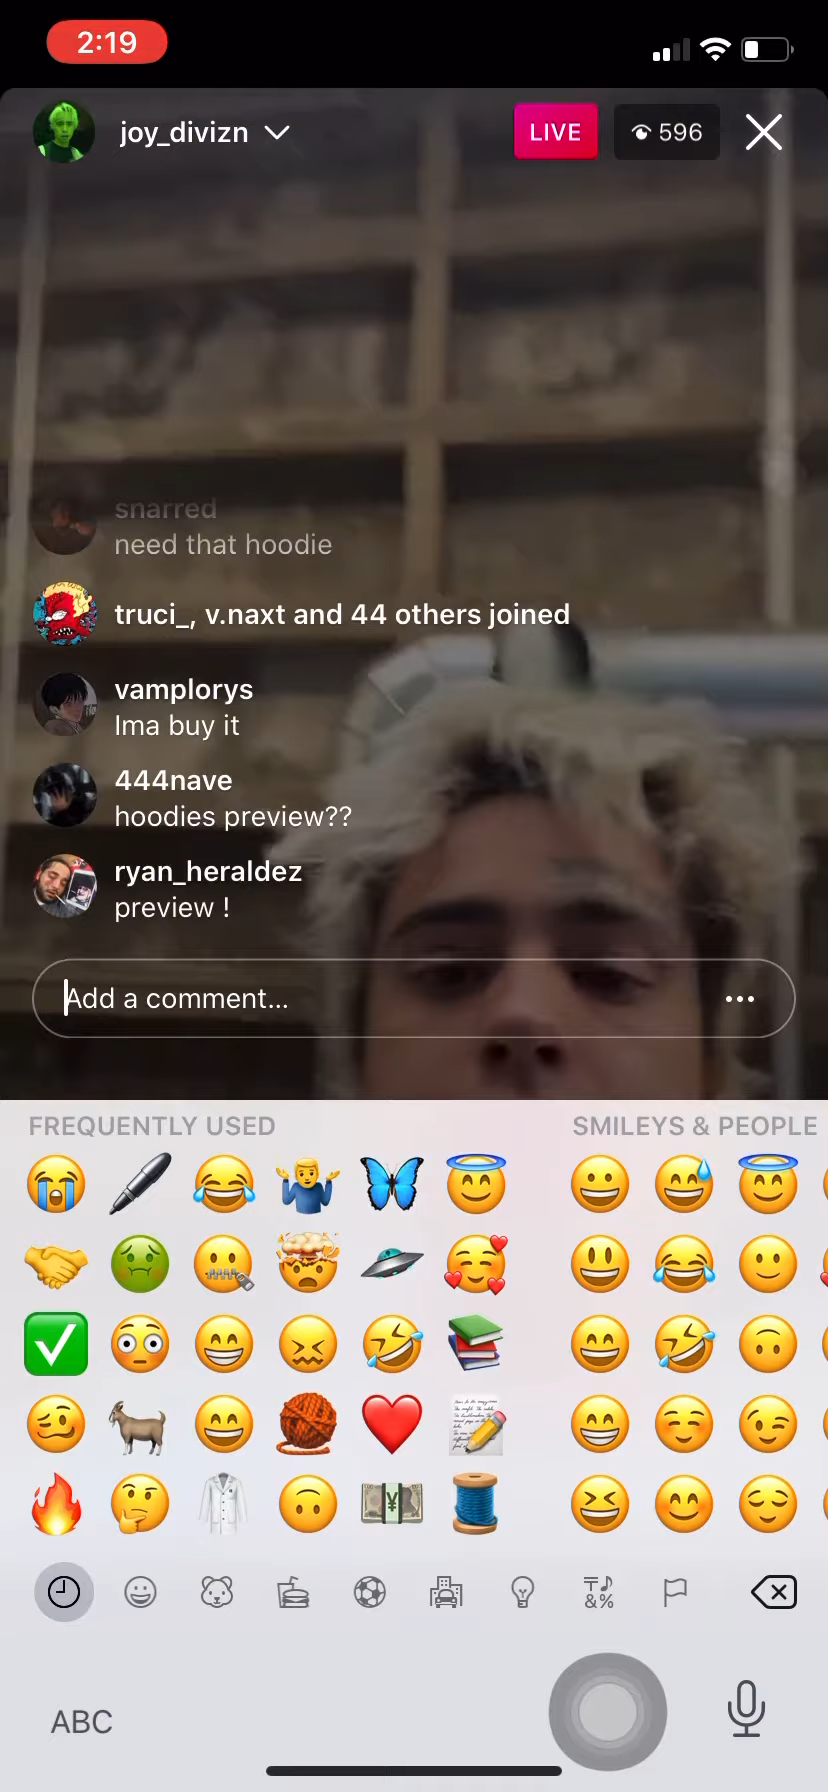 2:19
joy_divizn
LIVE
596
snarred
need that hoodie
truci_, v.naxt and 44 others joined
vamplorys
Ima buy it
444nave
hoodies preview??
ryan_heraldez
preview !
Add a comment...
FREQUENTLY USED
SMILEYS & PEOPLE
ABC